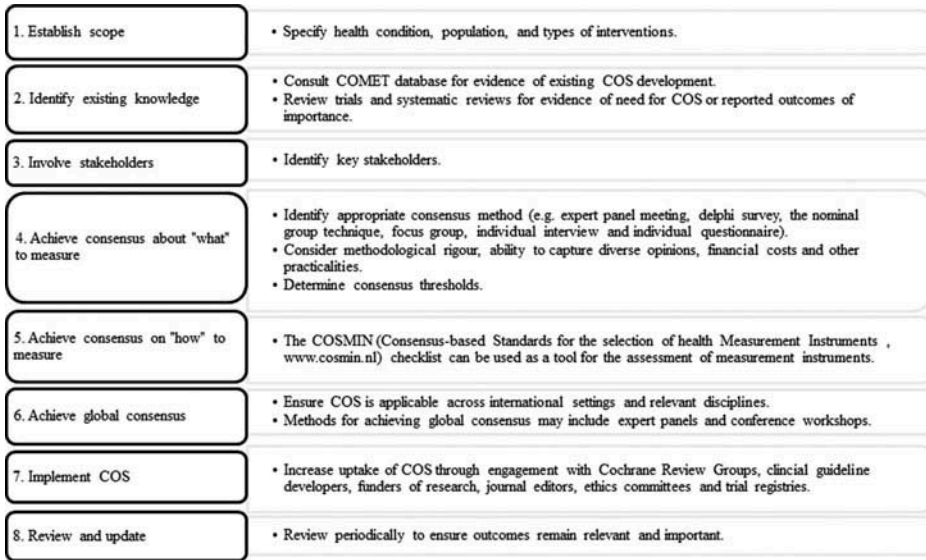 1. Establish scope
• Specify health condition, population, and types of interventions.
2. Identify existing knowledge
• Consult COMET database for evidence of existing COS development.
• Review trials and systematic reviews for evidence of need for COS or reported outcomes of
importance.
3. Involve stakeholders
• Identify key stakeholders.
4. Achieve consensus about "what"
to measure
• Identify appropriate consensus method (e.g. expert panel meeting, delphi survey, the nominal
group technique, focus group, individual interview and individual questionnaire).
• Consider methodological rigour, ability to capture diverse opinions, financial costs and other
practicalities.
• Determine consensus thresholds.
5. Achieve consensus on "how" to
measure
• The COSMIN (Consensus-based Standards for the selection of health Measurement Instruments ,
www.cosmin.nl) checklist can be used as a tool for the assessment of measurement instruments.
6. Achieve global consensus
• Ensure COS is applicable across international settings and relevant disciplines.
• Methods for achieving global consensus may include expert panels and conference workshops.
7. Implement COS
• Increase uptake of COS through engagement with Cochrane Review Groups, clincial guideline
developers, funders of research, journal editors, ethics committees and trial registries.
8. Review and update
• Review periodically to ensure outcomes remain relevant and important.